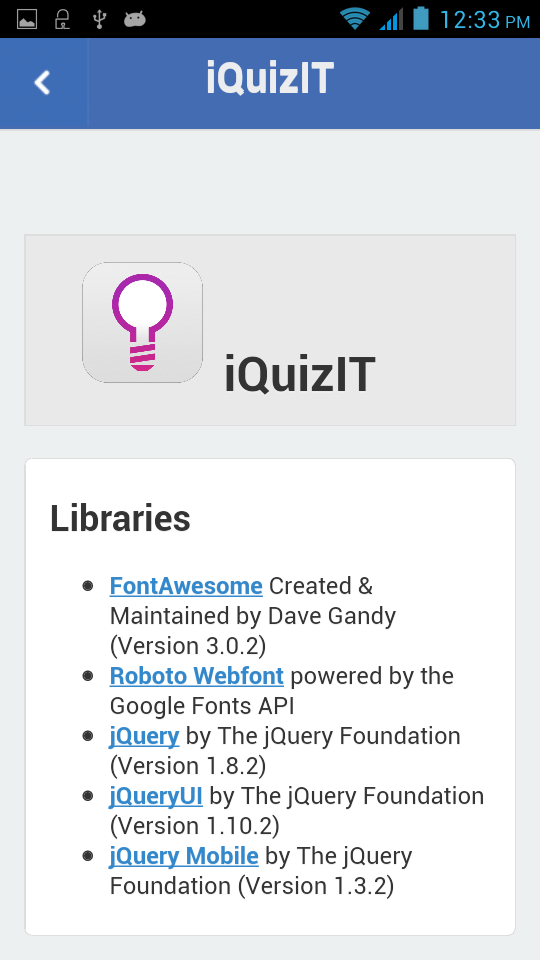 12:33 PM
iQuizIT
iQuizIT
Libraries
FontAwesome Created &
Maintained by Dave Gandy
(Version 3.0.2)
Roboto Webfont powered by the
Google Fonts API
jQuery by The jQuery Foundation
(Version 1.8.2)
jQueryUI by The jQuery Foundation
(Version 1.10.2)
jQuery Mobile by The jQuery
Foundation (Version 1.3.2)